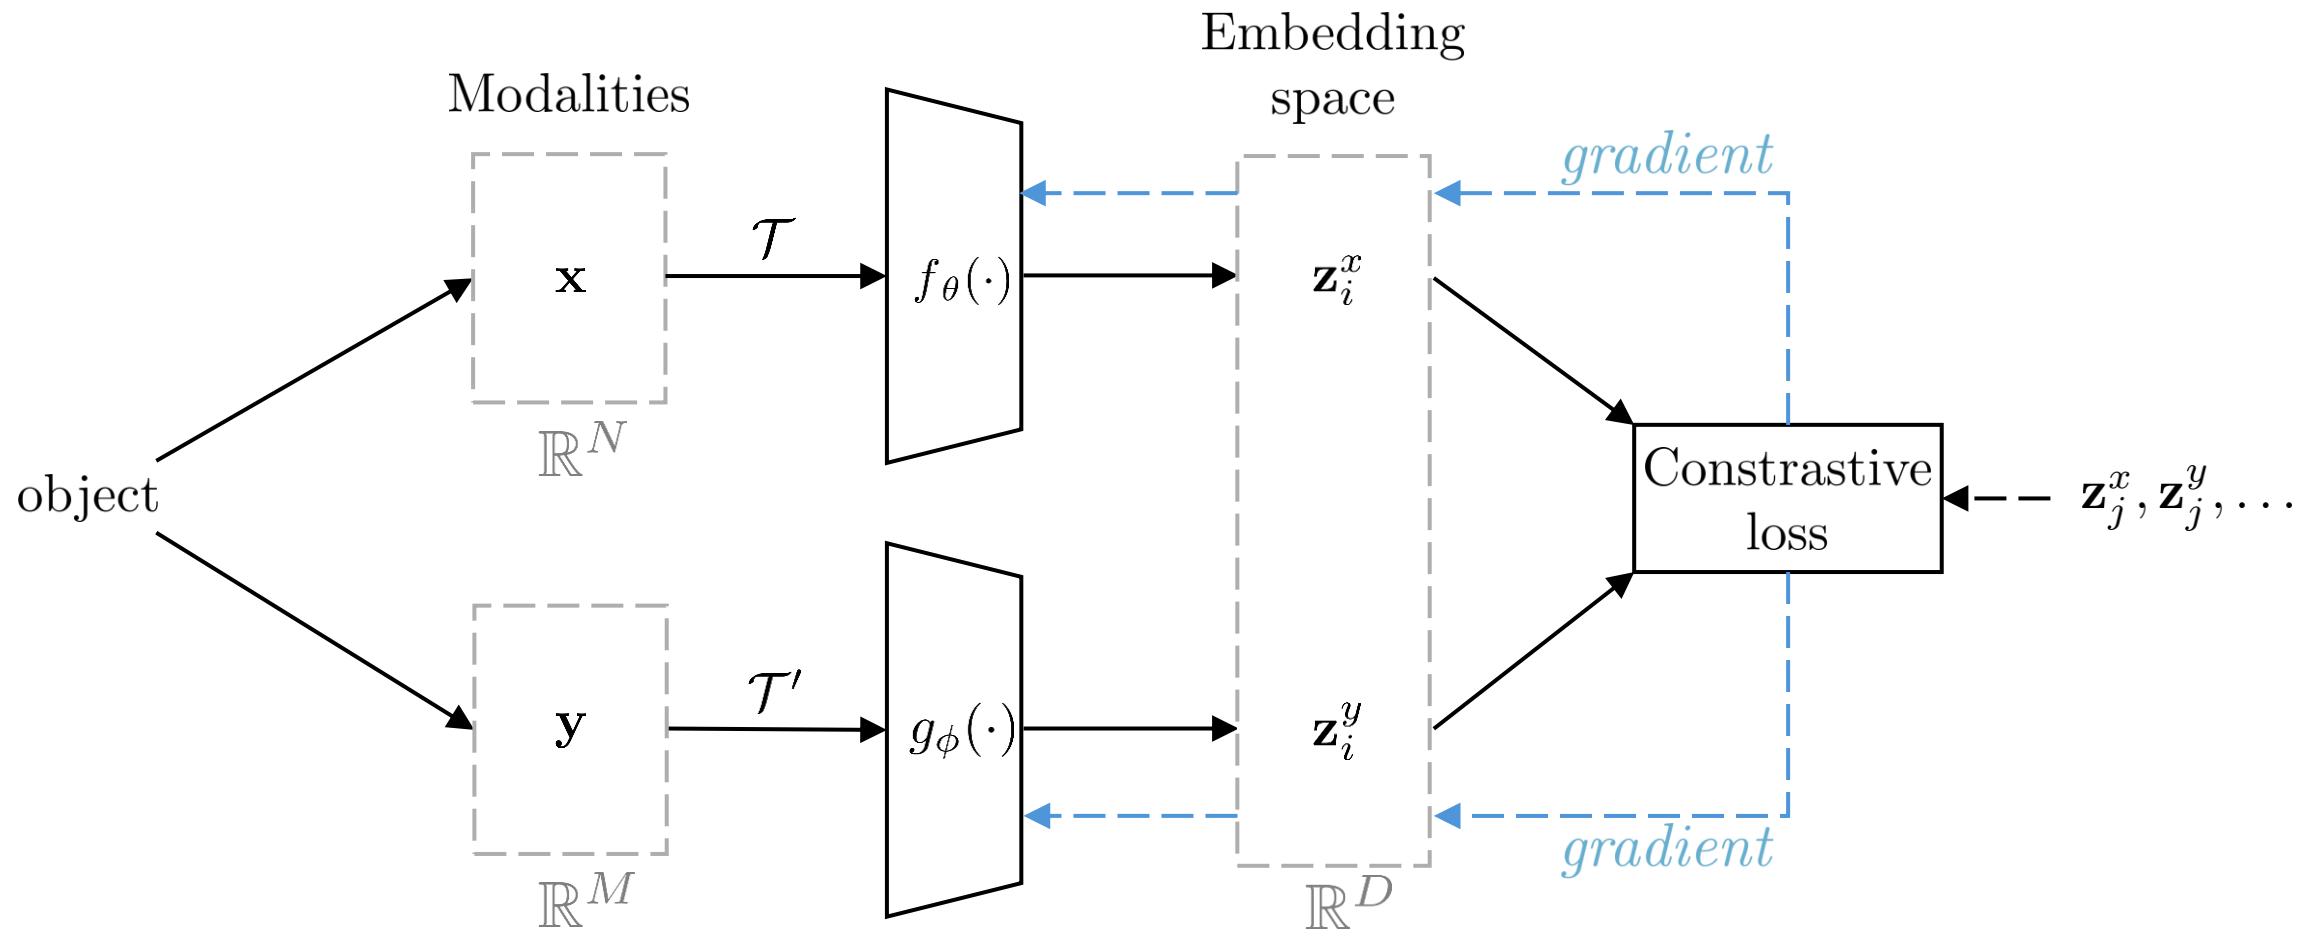 Embedding
space
Modalities
gradient
𝒯
𝐱
f_θ(·)
𝐳_i^x
ℝ^N
object
Constrastive
loss
𝐳_j^x, 𝐳_j^y, ...
𝒯′
𝐲
g_ϕ(·)
𝐳_i^y
gradient
ℝ^M
ℝ^D